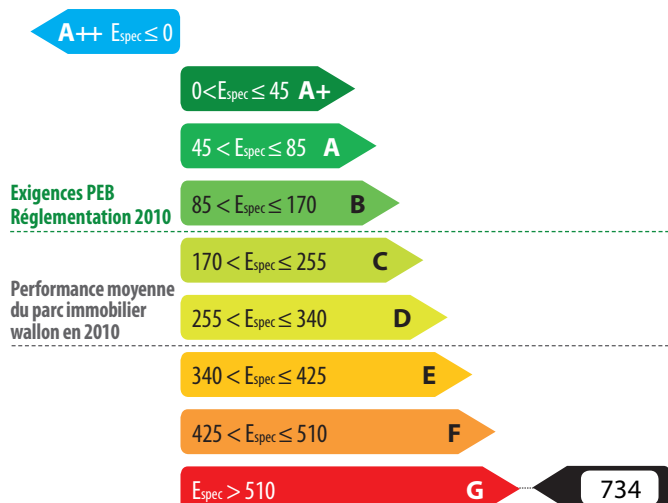 A++ Espec ≤ 0
0<Espec ≤ 45 A+
45 < Espec ≤ 85 A
Exigences PEB
Réglementation 2010
85 < Espec ≤ 170 B
170 < Espec ≤ 255 C
Performance moyenne
du parc immobilier
wallon en 2010
255 < Espec ≤ 340 D
340 < Espec ≤ 425 E
425 < Espec ≤ 510 F
Espec > 510 G 734